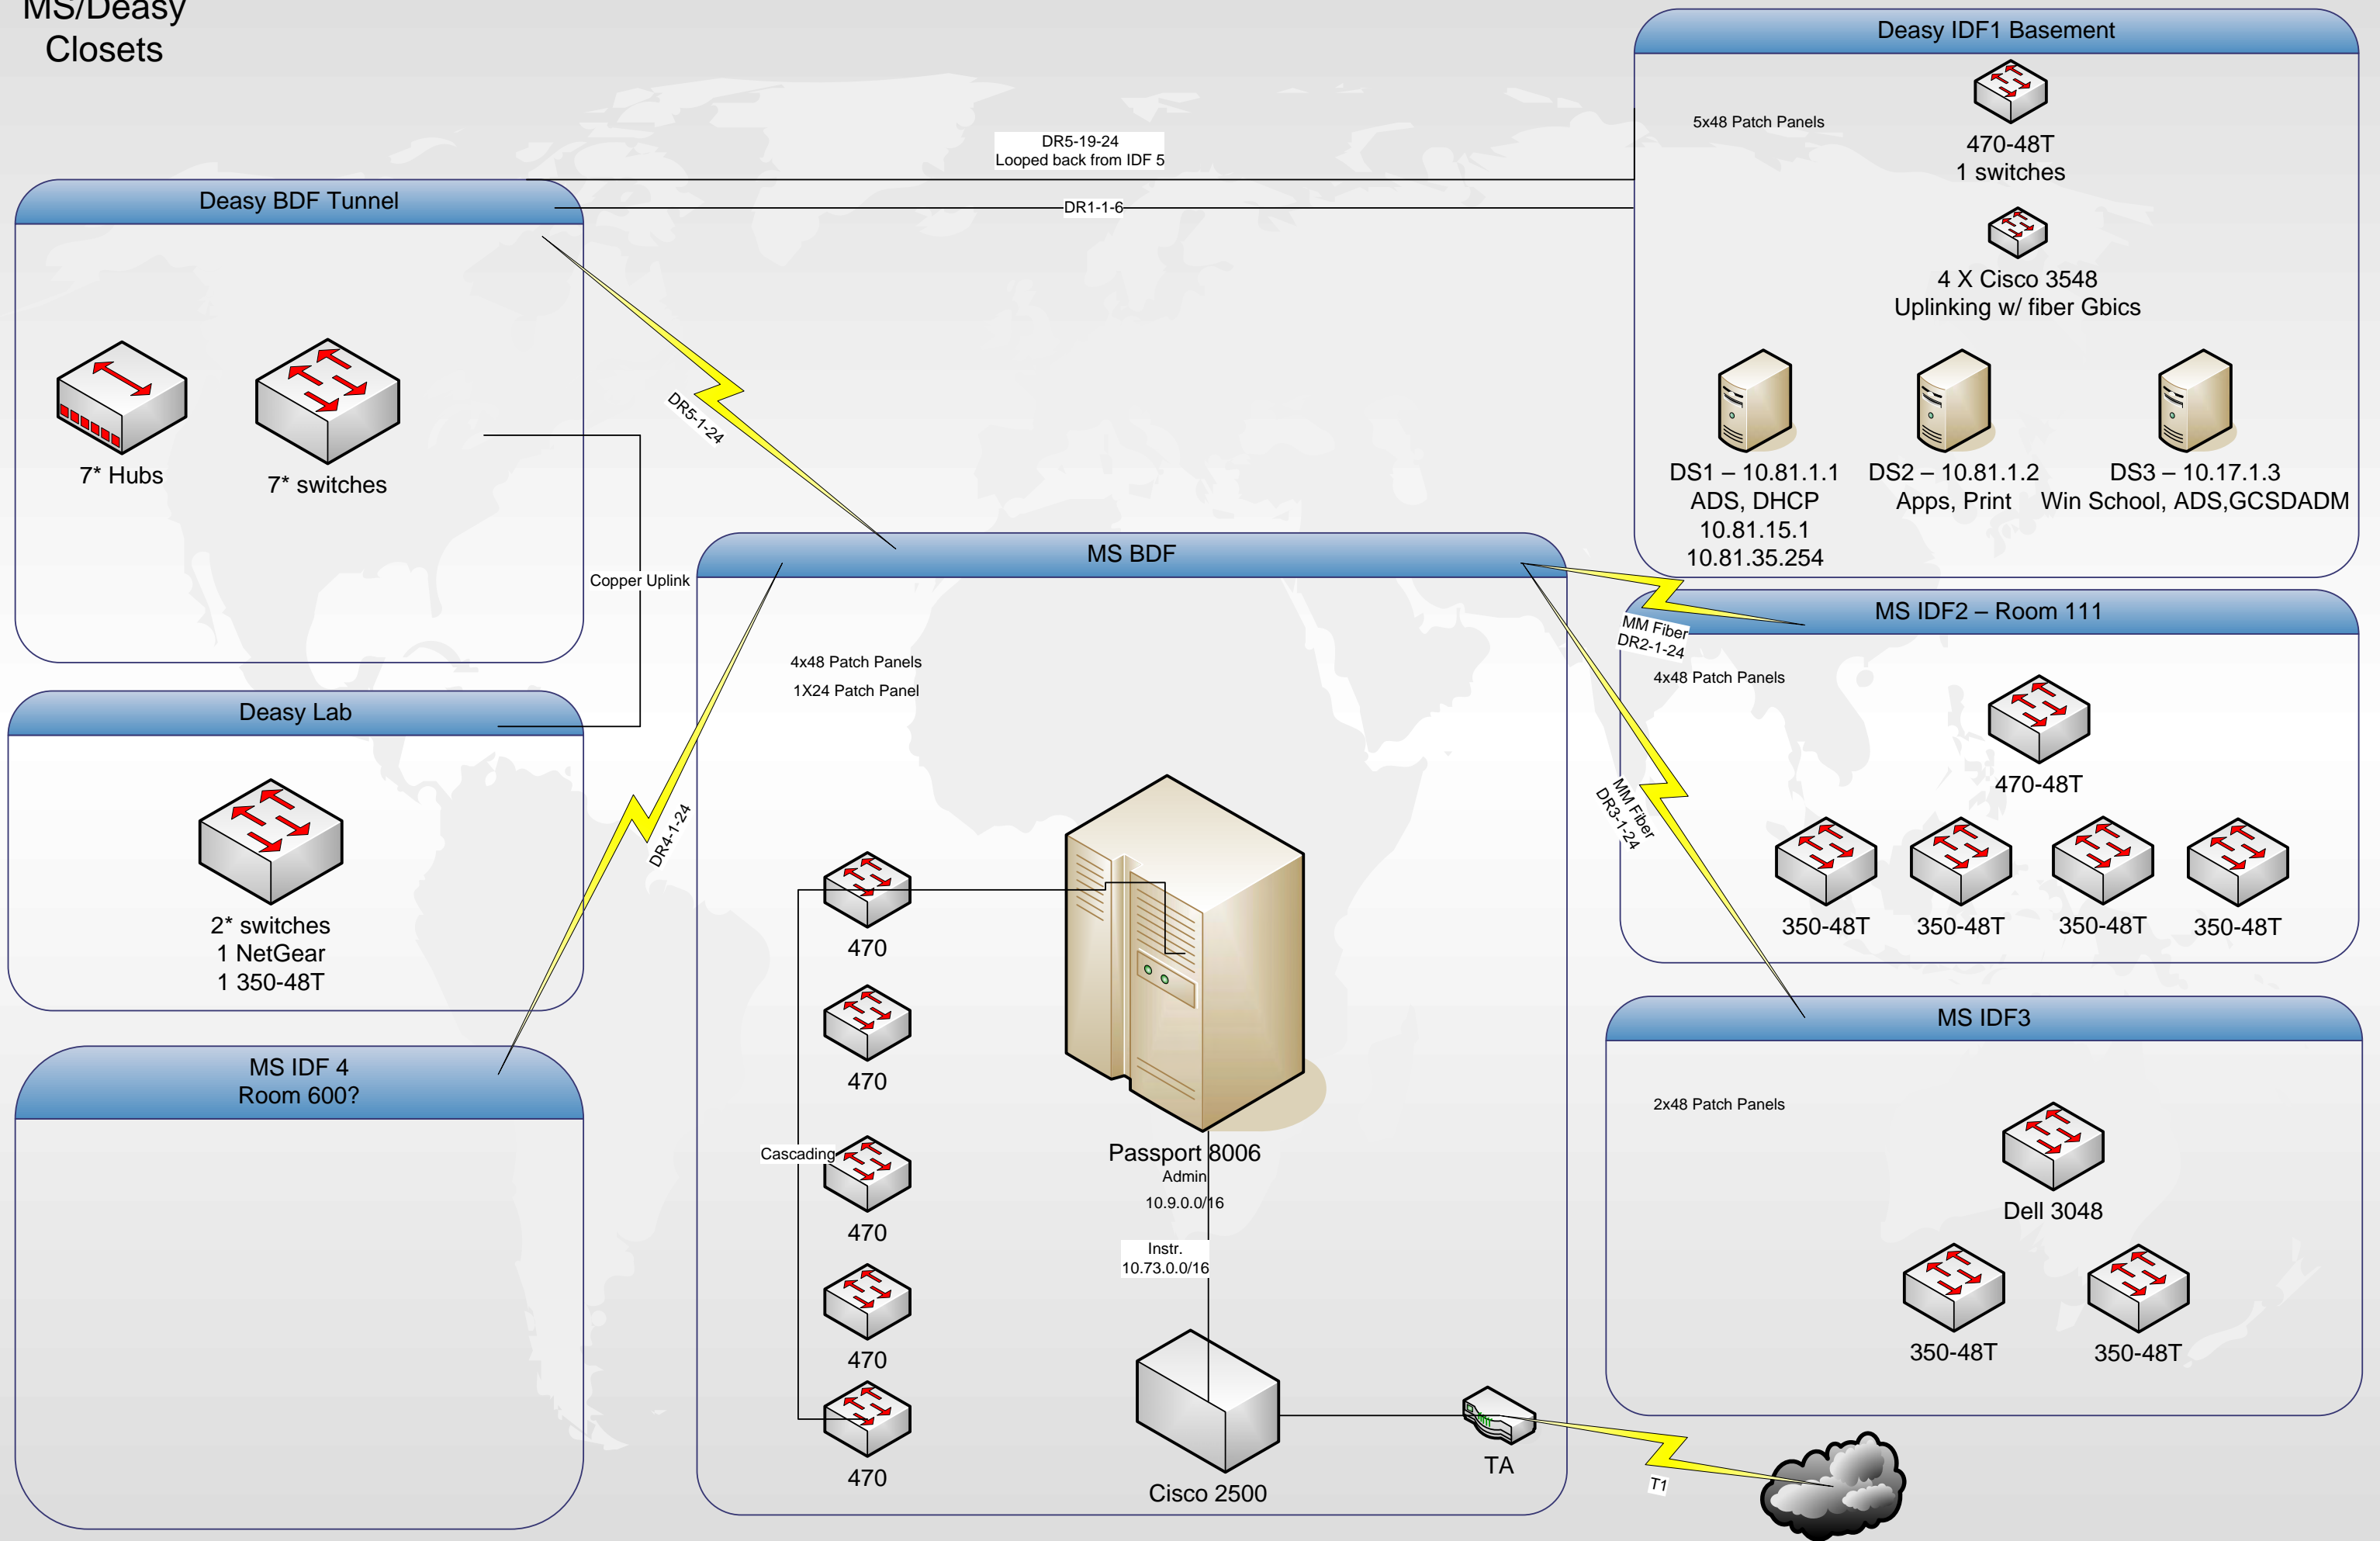 MS/Deasy
Closets
Deasy IDF1 Basement
5x48 Patch Panels
470-48T
1 switches
4 X Cisco 3548
Uplinking w/ fiber Gbics
DS1 – 10.81.1.1
ADS, DHCP
10.81.15.1
10.81.35.254
DS2 – 10.81.1.2
Apps, Print
DS3 – 10.17.1.3
Win School, ADS,GCSDADM
DR5-19-24
Looped back from IDF 5
DR1-1-6
Deasy BDF Tunnel
7* Hubs
7* switches
DR5-1-24
Copper Uplink
MS BDF
4x48 Patch Panels
1X24 Patch Panel
470
470
Cascading
470
470
470
Passport 8006
Admin
10.9.0.0/16
Instr.
10.73.0.0/16
Cisco 2500
TA
T1
MM Fiber
DR2-1-24
MS IDF2 – Room 111
4x48 Patch Panels
470-48T
350-48T
350-48T
350-48T
350-48T
MM Fiber
DR3-1-24
MS IDF3
2x48 Patch Panels
Dell 3048
350-48T
350-48T
Deasy Lab
2* switches
1 NetGear
1 350-48T
DR4-1-24
MS IDF 4
Room 600?